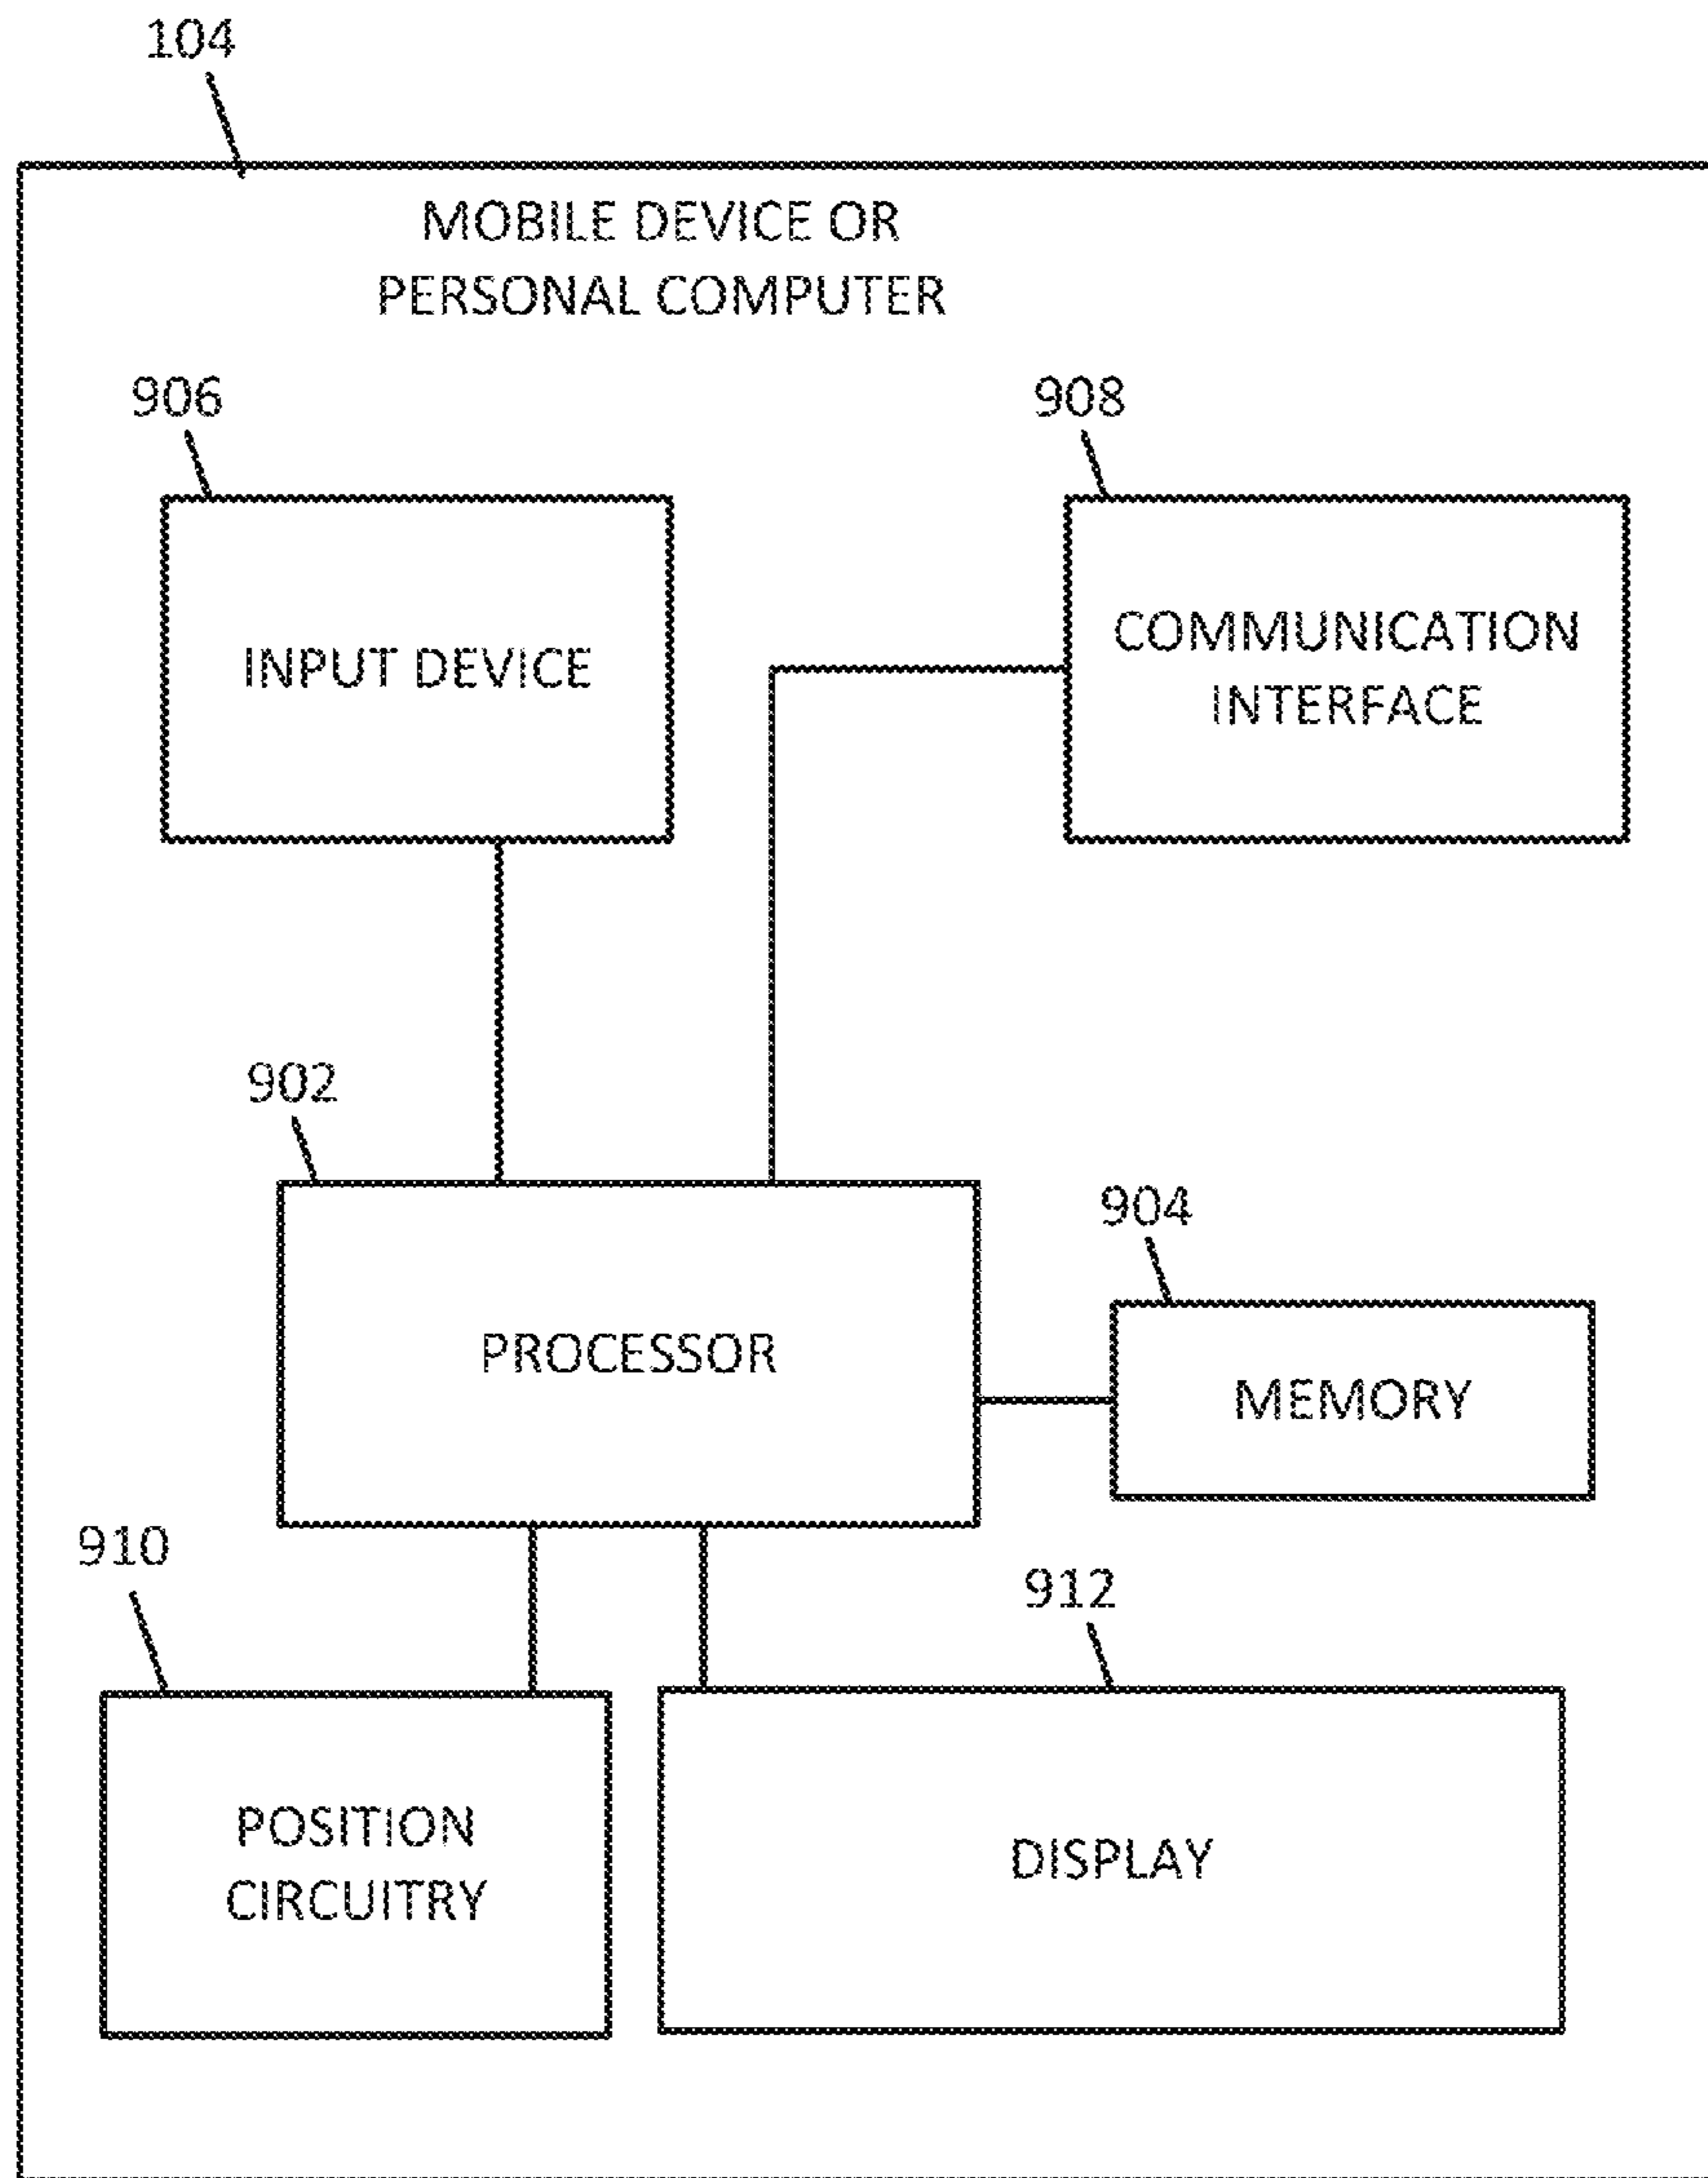 104
MOBILE DEVICE OR
PERSONAL COMPUTER
906
908
INPUT DEVICE
COMMUNICATION
INTERFACE
902
904
PROCESSOR
MEMORY
910
912
POSITION
CIRCUITRY
DISPLAY